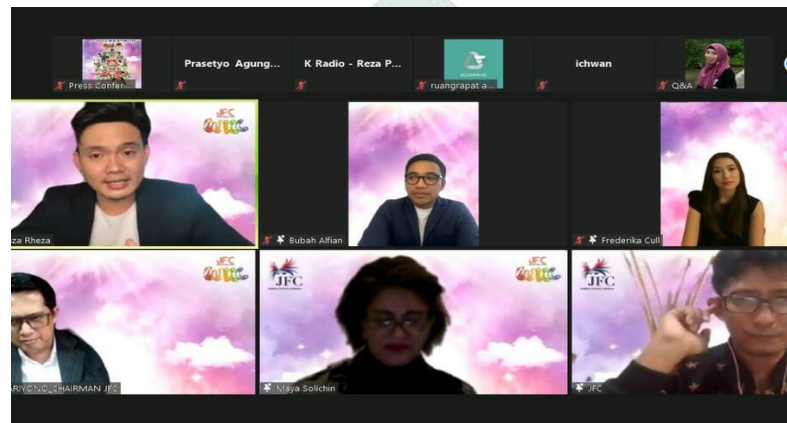 Prasetyo Agung...
K Radio - Reza P...
ichwan
Press Confer...
ruangrapat a...
Q&A
JFC
za Rheza
Bubah Alfian
Frederika Cull
JFC
JFC
JFC
JFC
RIYONO_CHAIRMAN JFC
Maya Solichin
JFC